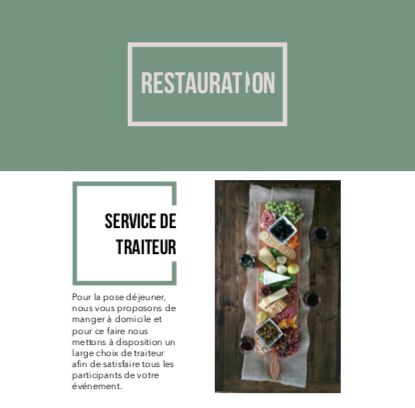 RESTAURATION
SERVICE DE
TRAITEUR
Pour la pose déjeuner,
nous vous proposons de
manger à domicile et
pour ce faire nous
mettons à disposition un
large choix de traiteur
afin de satisfaire tous les
participants de votre
événement.